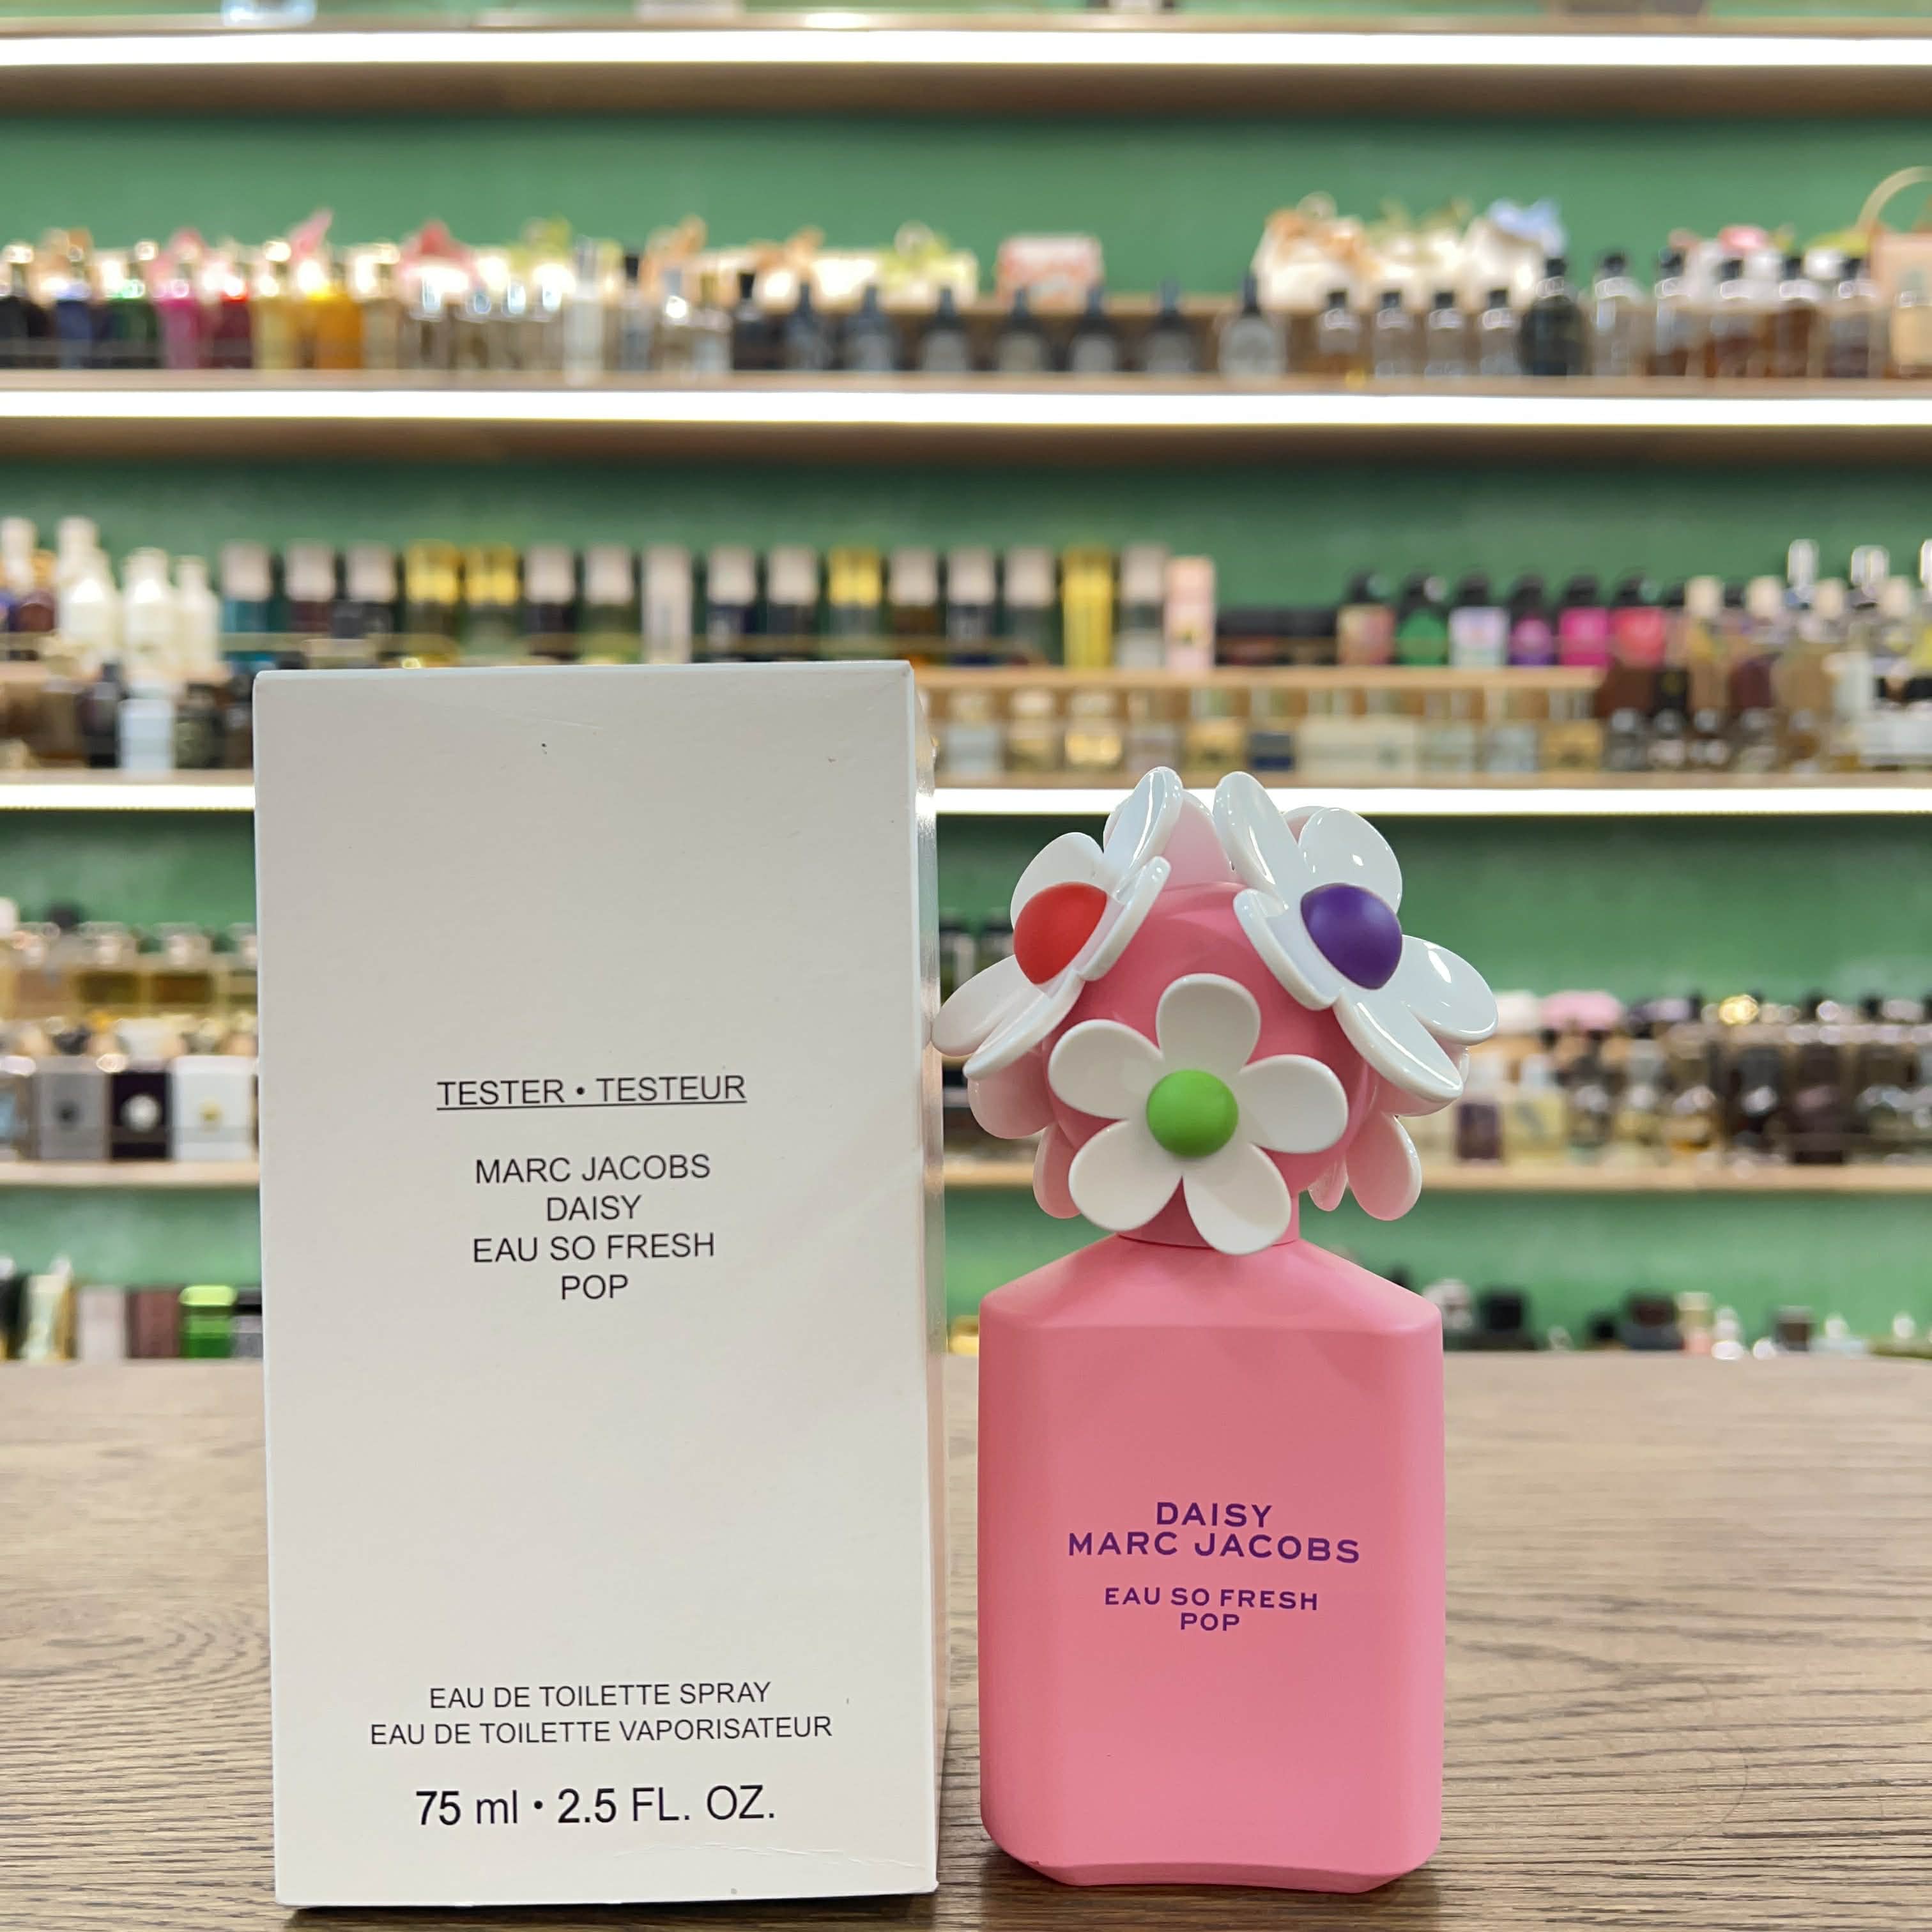 TESTER • TESTEUR
MARC JACOBS
DAISY
EAU SO FRESH
POP
EAU DE TOILETTE SPRAY
EAU DE TOILETTE VAPORISATEUR
75 ml • 2.5 FL. OZ.
DAISY
MARC JACOBS
EAU SO FRESH
POP